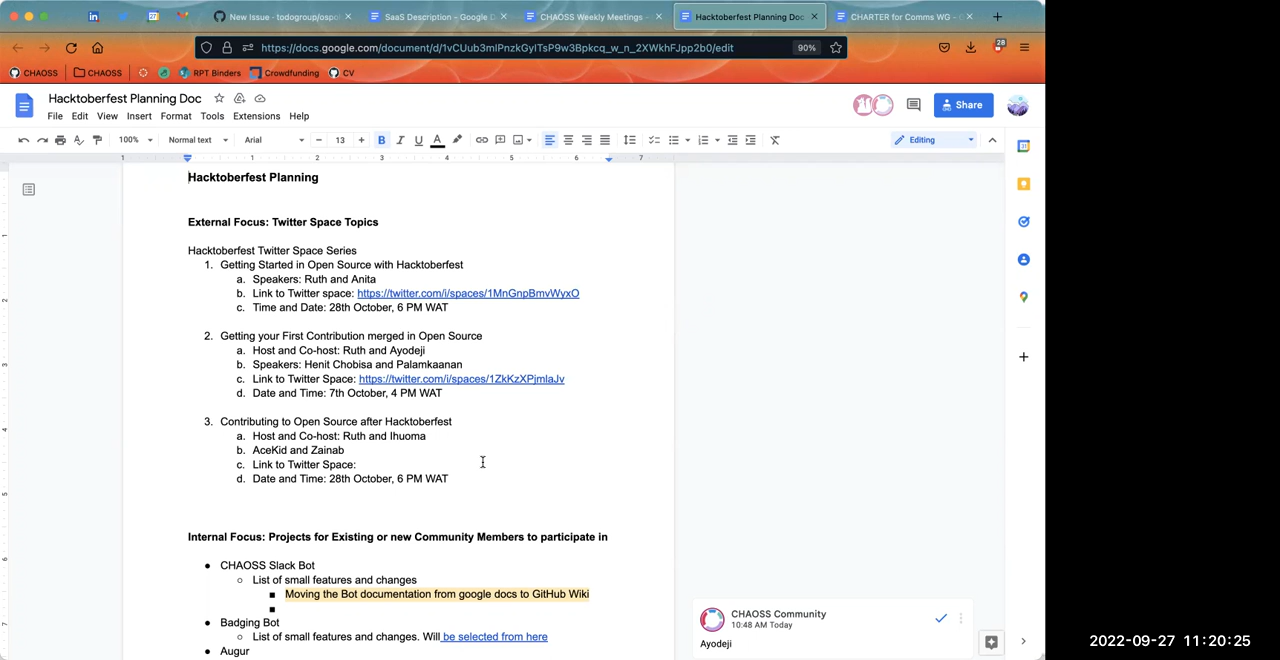 New Issue · todogroup/ospo
SaaS Description - Google D
CHAOSS Weekly Meetings -
Hacktoberfest Planning Doc
CHARTER for Comms WG - G
https://docs.google.com/document/d/1vCUub3mlPnzkGyITsP9w3Bpkcq_w_n_2XWkhFJpp2b0/edit
90%
28
CHAOSS
CHAOSS
RPT Binders
Crowdfunding
CV
Hacktoberfest Planning Doc
File Edit View Insert Format Tools Extensions Help
Share
100%
Normal text
Arial
13
Editing
1 1 2 3 4 5 6 7
Hacktoberfest Planning
External Focus: Twitter Space Topics
Hacktoberfest Twitter Space Series
1. Getting Started in Open Source with Hacktoberfest
a. Speakers: Ruth and Anita
b. Link to Twitter space: https://twitter.com/i/spaces/1MnGnpBmvWyxO
c. Time and Date: 28th October, 6 PM WAT
2. Getting your First Contribution merged in Open Source
a. Host and Co-host: Ruth and Ayodeji
b. Speakers: Henit Chobisa and Palamkaanan
c. Link to Twitter Space: https://twitter.com/i/spaces/1ZkKzXPjmlaJv
d. Date and Time: 7th October, 4 PM WAT
3. Contributing to Open Source after Hacktoberfest
a. Host and Co-host: Ruth and Ihuoma
b. AceKid and Zainab
c. Link to Twitter Space:
d. Date and Time: 28th October, 6 PM WAT
Internal Focus: Projects for Existing or new Community Members to participate in
● CHAOSS Slack Bot
○ List of small features and changes
■ Moving the Bot documentation from google docs to GitHub Wiki
■
● Badging Bot
○ List of small features and changes. Will be selected from here
● Augur
CHAOSS Community
10:48 AM Today
Ayodeji
2022-09-27 11:20:25